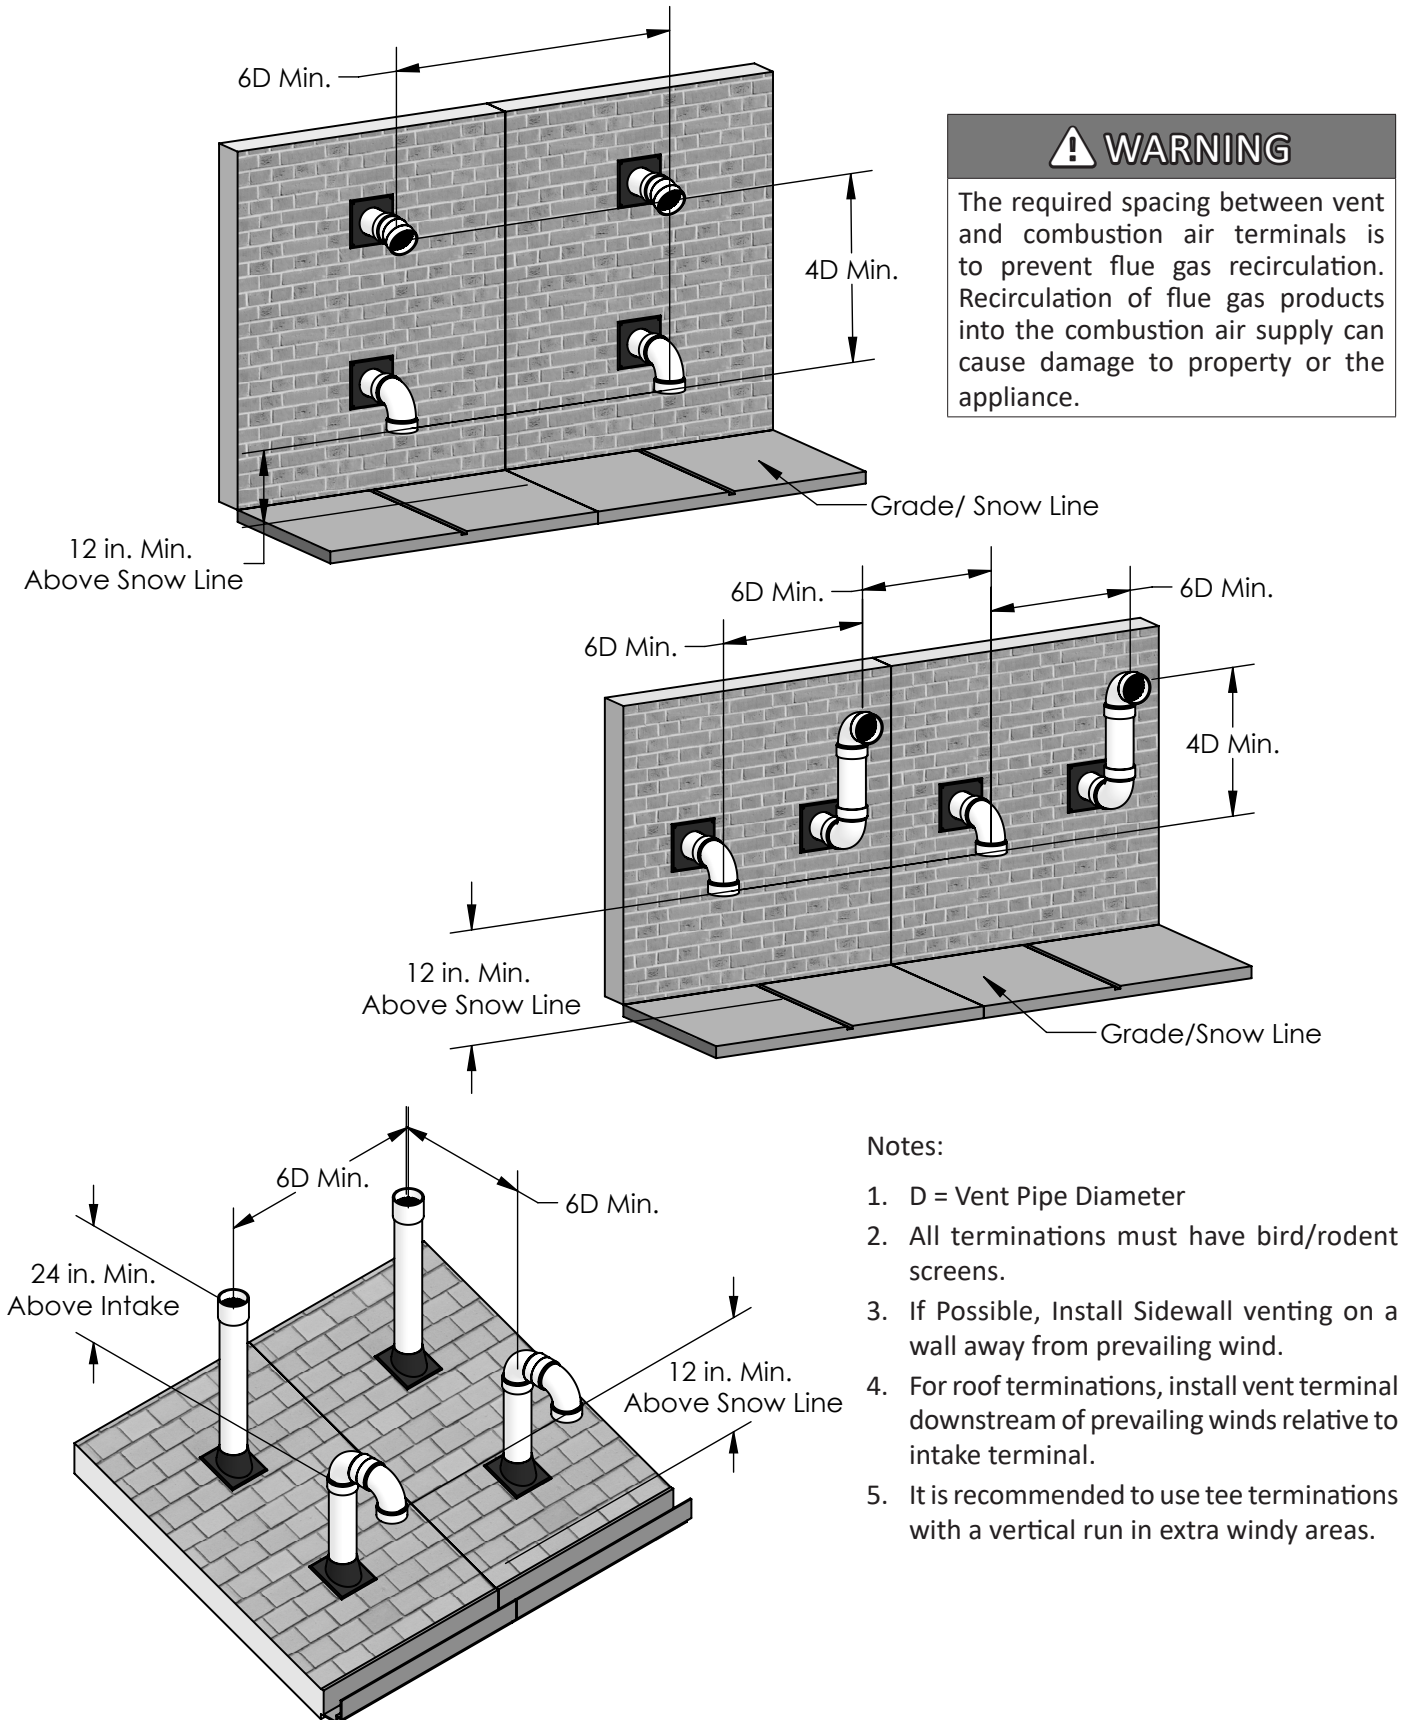 6D Min.
WARNING
The required spacing between vent
and combustion air terminals is
to prevent flue gas recirculation.
Recirculation of flue gas products
into the combustion air supply can
cause damage to property or the
appliance.
4D Min.
Grade/ Snow Line
12 in. Min.
Above Snow Line
6D Min.
6D Min.
6D Min.
4D Min.
12 in. Min.
Above Snow Line
Grade/Snow Line
6D Min.
6D Min.
24 in. Min.
Above Intake
12 in. Min.
Above Snow Line
Notes:
1. D = Vent Pipe Diameter
2. All terminations must have bird/rodent
screens.
3. If Possible, Install Sidewall venting on a
wall away from prevailing wind.
4. For roof terminations, install vent terminal
downstream of prevailing winds relative to
intake terminal.
5. It is recommended to use tee terminations
with a vertical run in extra windy areas.